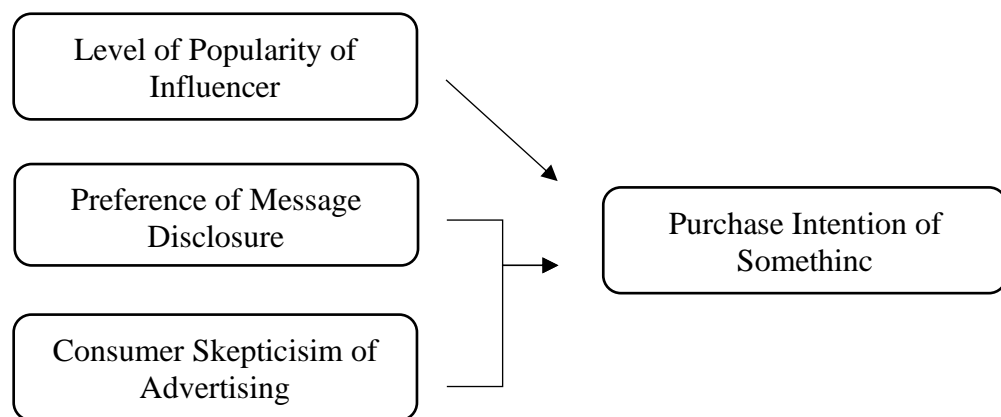 Level of Popularity of
Influencer
Preference of Message
Disclosure
Purchase Intention of
Somethinc
Consumer Skepticisim of
Advertising